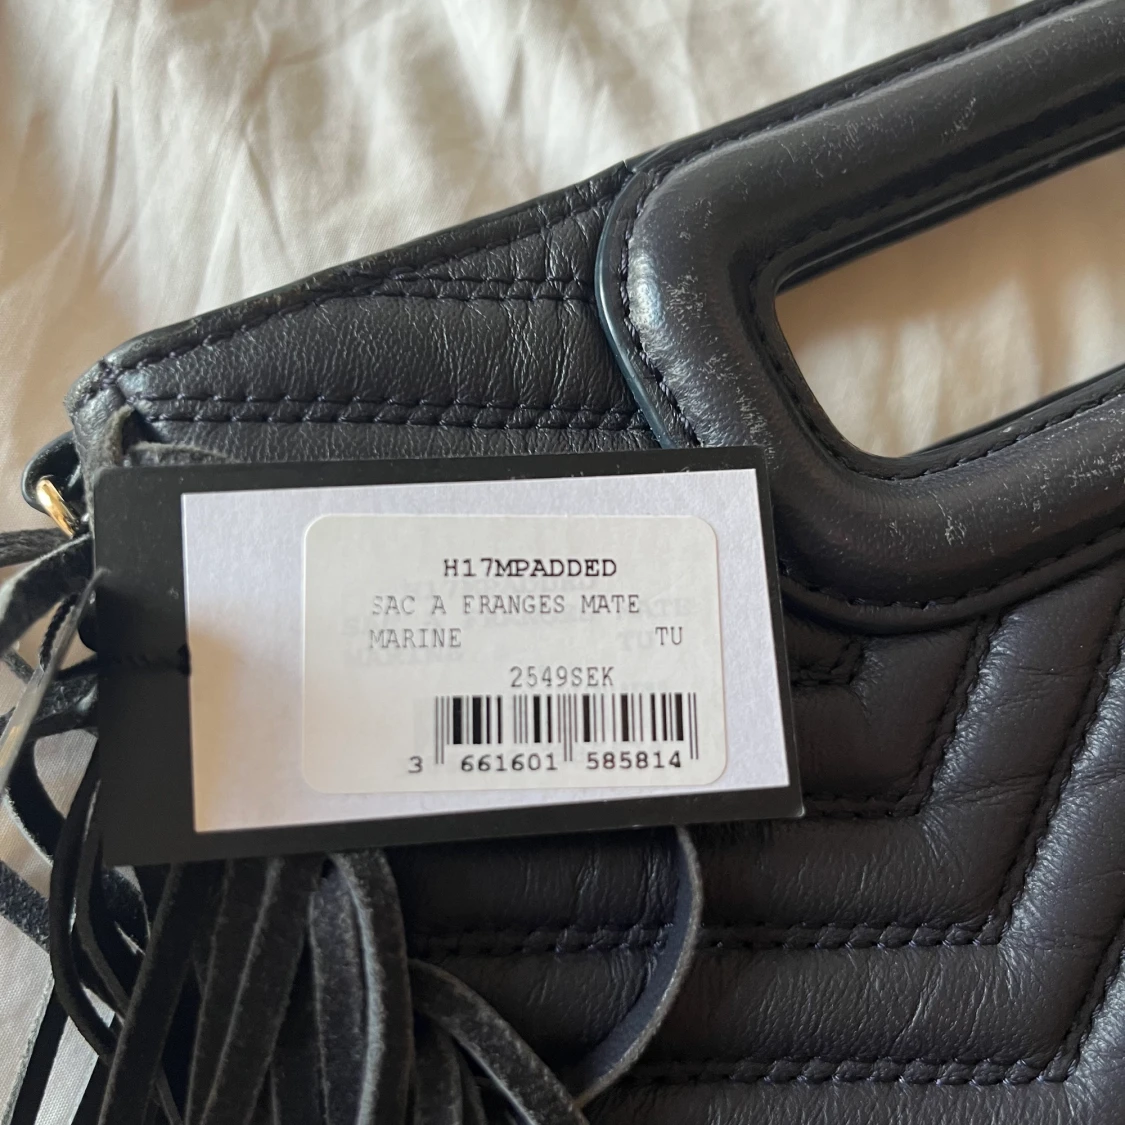 H17MPADDED
SAC A FRANGES MATE
MARINE TU
2549SEK
3 661601 585814